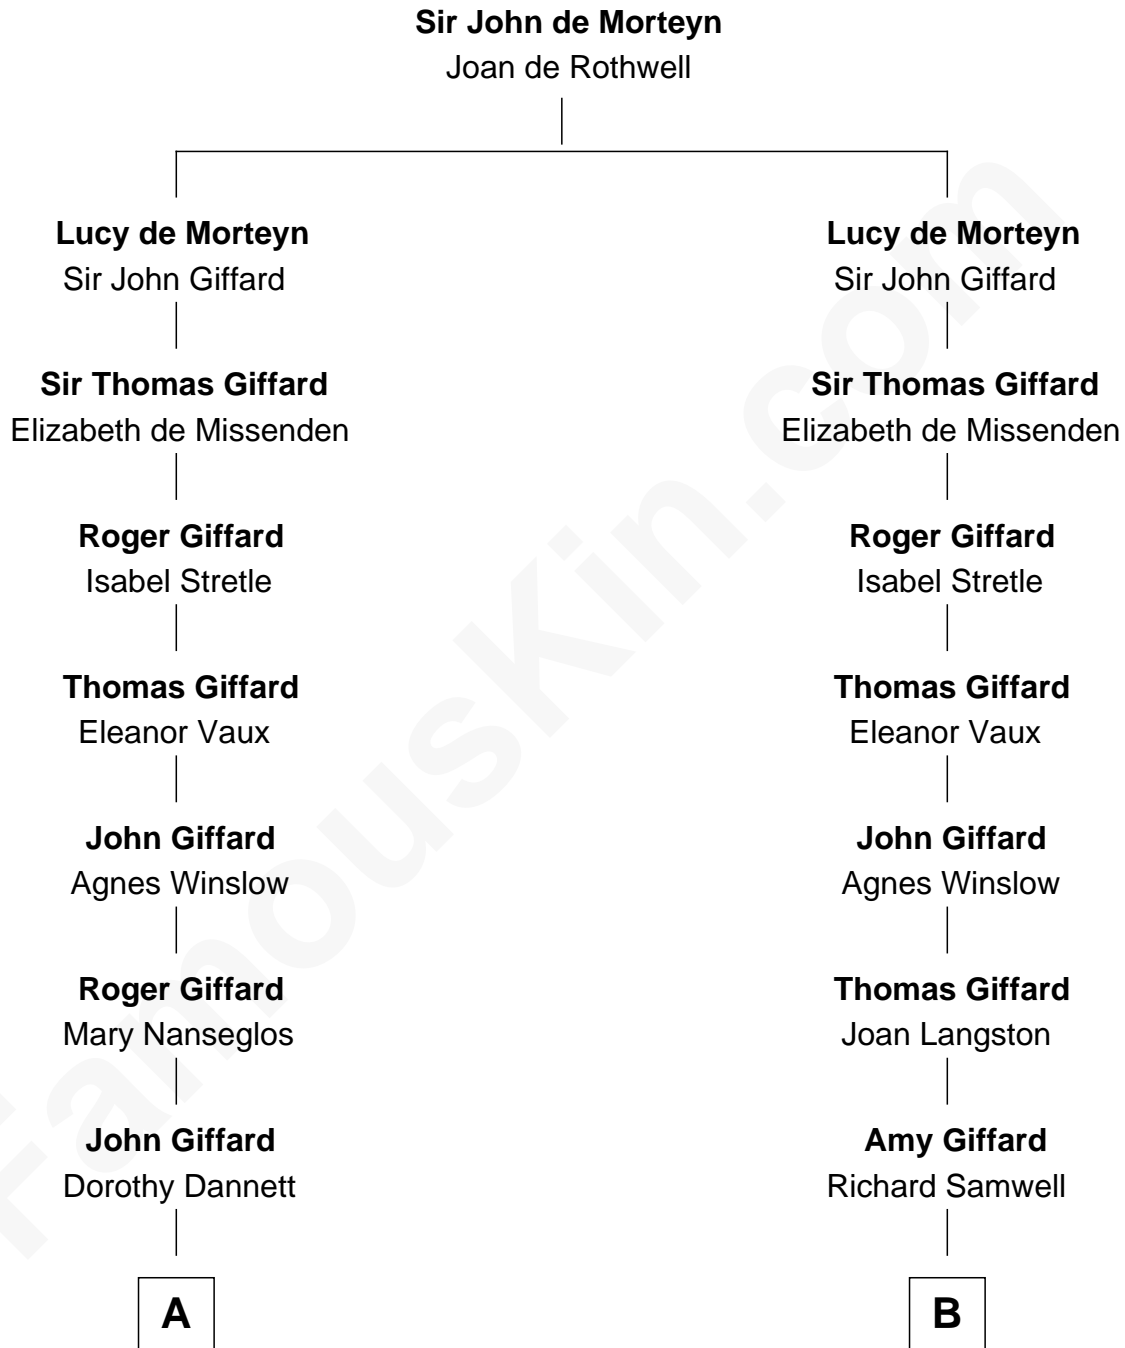 Sir John de Morteyn
Joan de Rothwell
Lucy de Morteyn
Sir John Giffard
Lucy de Morteyn
Sir John Giffard
Sir Thomas Giffard
Elizabeth de Missenden
Sir Thomas Giffard
Elizabeth de Missenden
Roger Giffard
Isabel Stretle
Roger Giffard
Isabel Stretle
Thomas Giffard
Eleanor Vaux
Thomas Giffard
Eleanor Vaux
John Giffard
Agnes Winslow
John Giffard
Agnes Winslow
Roger Giffard
Mary Nanseglos
Thomas Giffard
Joan Langston
John Giffard
Dorothy Dannett
Amy Giffard
Richard Samwell
A
B
FamousKin.com